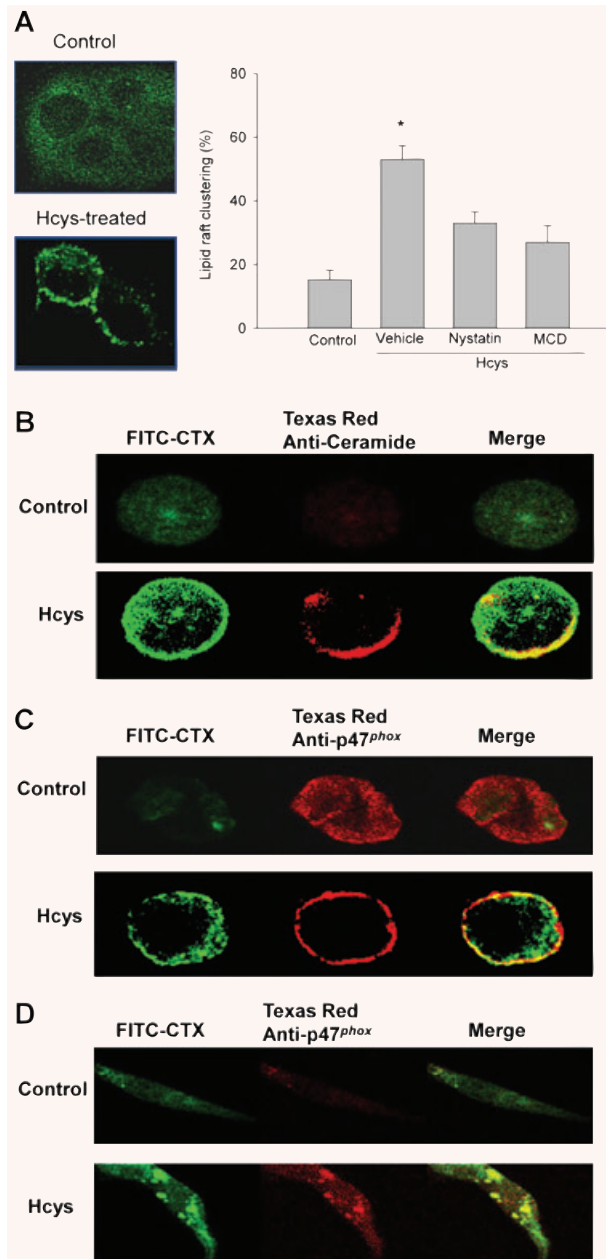 A
Control
Hcys-treated
80
60
40
20
0
Lipid raft clustering (%)
*
Control Vehicle Nystatin MCD
Hcys
B
FITC-CTX Texas Red Anti-Ceramide Merge
Control
Hcys
C
FITC-CTX Texas Red Anti-p47phox Merge
Control
Hcys
D
FITC-CTX Texas Red Anti-p47phox Merge
Control
Hcys